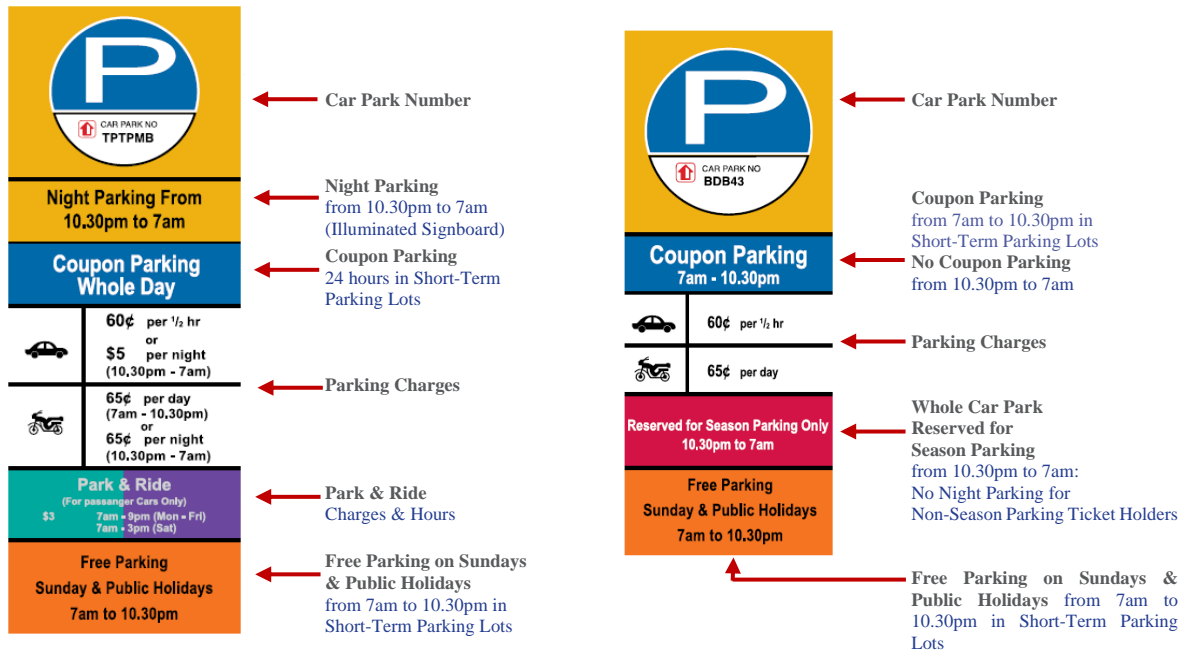 P
CAR PARK NO
TPTPMB
Night Parking From
10.30pm to 7am
Coupon Parking
Whole Day
60¢ per 1/2 hr
or
$5 per night
(10.30pm - 7am)
65¢ per day
(7am - 10.30pm)
or
65¢ per night
(10.30pm - 7am)
Park & Ride
(For passenger Cars Only)
$3 7am - 9pm (Mon - Fri)
7am - 3pm (Sat)
Free Parking
Sunday & Public Holidays
7am to 10.30pm
Car Park Number
Night Parking
from 10.30pm to 7am
(Illuminated Signboard)
Coupon Parking
24 hours in Short-Term
Parking Lots
Parking Charges
Park & Ride
Charges & Hours
Free Parking on Sundays
& Public Holidays
from 7am to 10.30pm in
Short-Term Parking Lots
P
CAR PARK NO
BDB43
Coupon Parking
7am - 10.30pm
60¢ per 1/2 hr
65¢ per day
Reserved for Season Parking Only
10.30pm to 7am
Free Parking
Sunday & Public Holidays
7am to 10.30pm
Car Park Number
Coupon Parking
from 7am to 10.30pm in
Short-Term Parking Lots
No Coupon Parking
from 10.30pm to 7am
Parking Charges
Whole Car Park
Reserved for
Season Parking
from 10.30pm to 7am:
No Night Parking for
Non-Season Parking Ticket Holders
Free Parking on Sundays &
Public Holidays from 7am to
10.30pm in Short-Term Parking
Lots